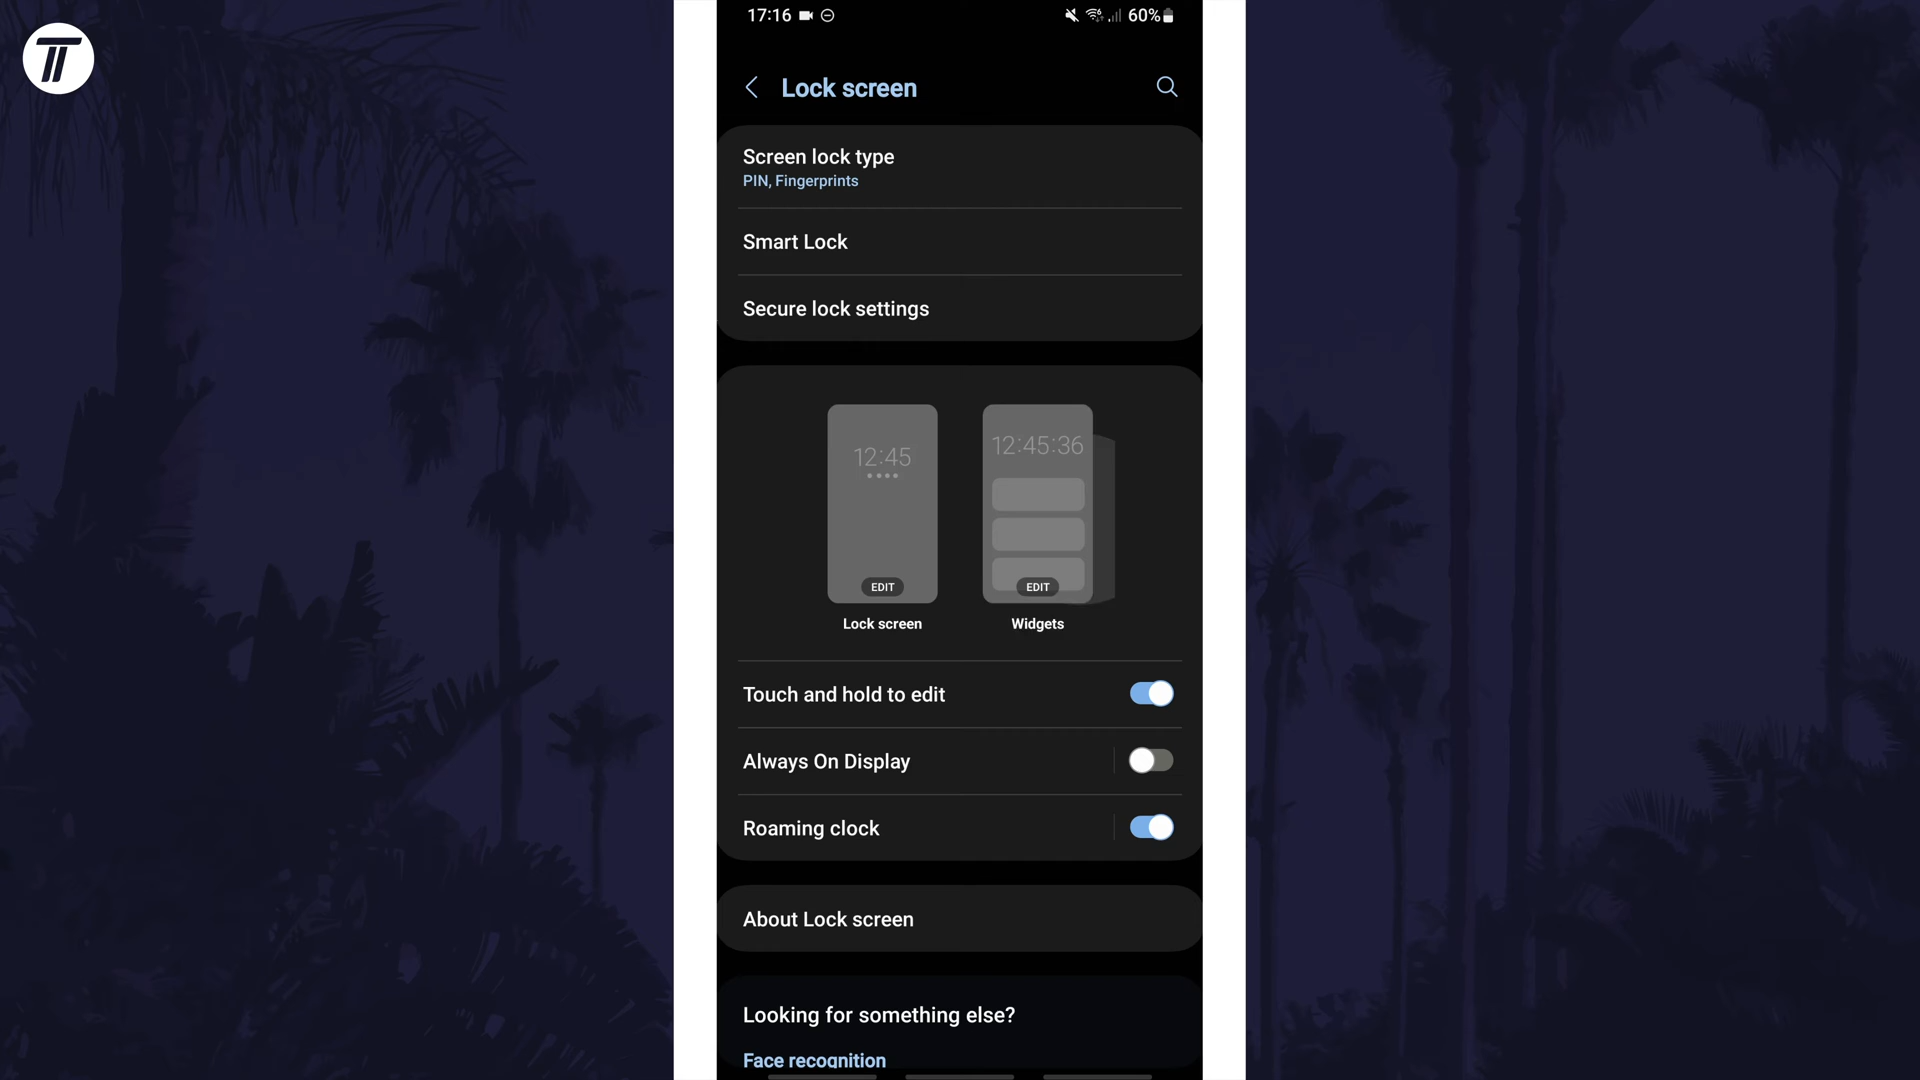 17:16
60%
Lock screen
Screen lock type
PIN, Fingerprints
Smart Lock
Secure lock settings
12:45
12:45:36
EDIT
EDIT
Lock screen
Widgets
Touch and hold to edit
Always On Display
Roaming clock
About Lock screen
Looking for something else?
Face recognition